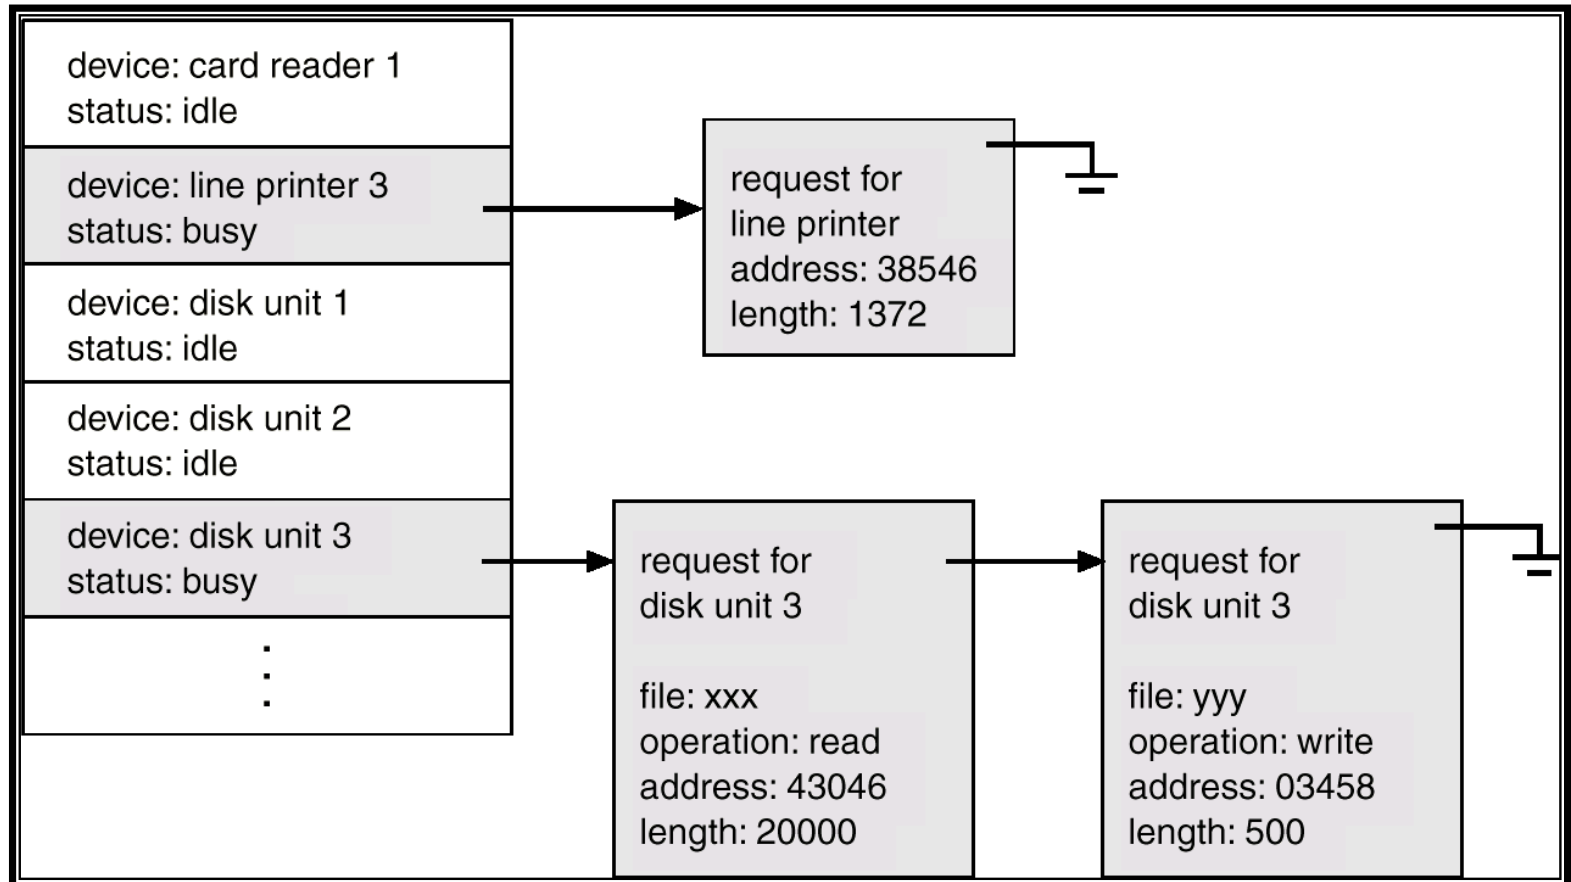 device: card reader 1
status: idle
device: line printer 3
status: busy
device: disk unit 1
status: idle
device: disk unit 2
status: idle
device: disk unit 3
status: busy
request for
line printer
address: 38546
length: 1372
request for
disk unit 3
file: xxx
operation: read
address: 43046
length: 20000
request for
disk unit 3
file: yyy
operation: write
address: 03458
length: 500